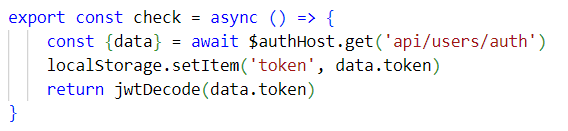 export const check = async () => {
    const {data} = await $authHost.get('api/users/auth')
    localStorage.setItem('token', data.token)
    return jwtDecode(data.token)
}